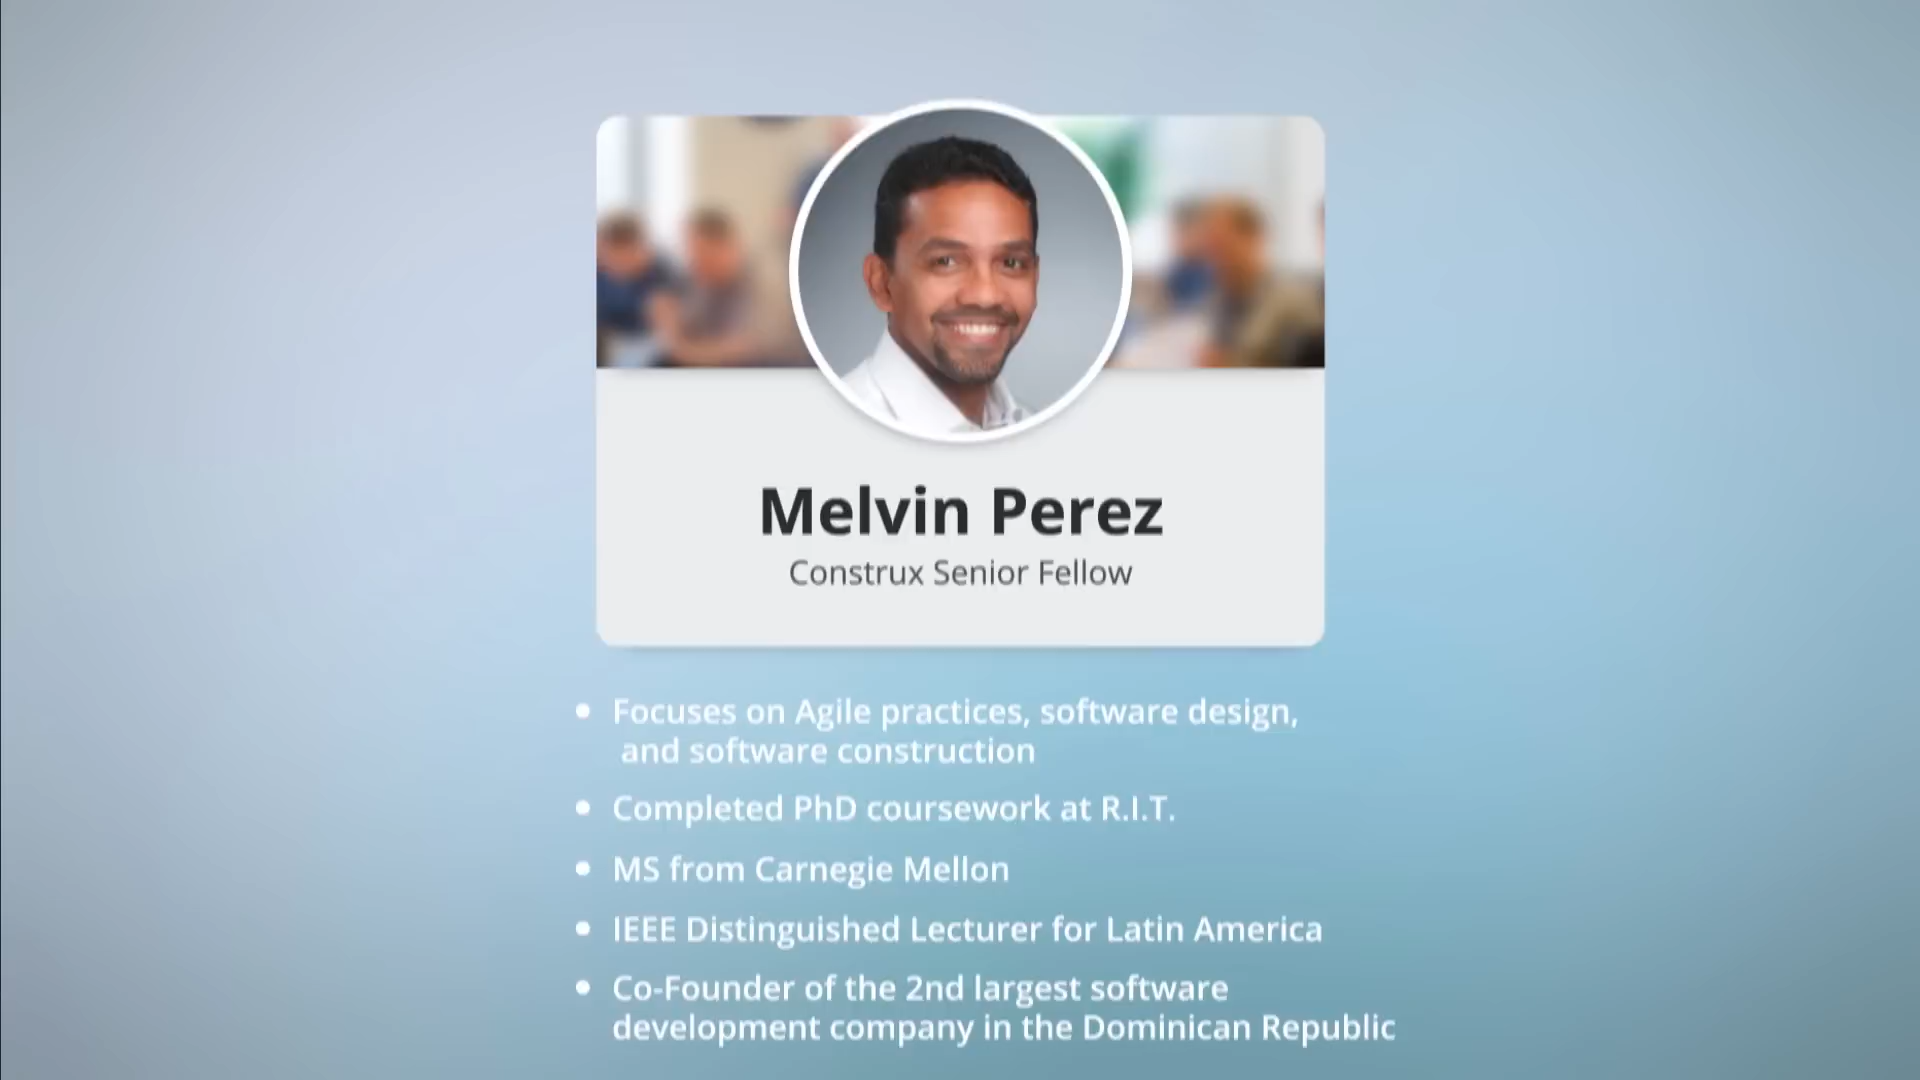 Melvin Perez
Construx Senior Fellow
• Focuses on Agile practices, software design,
and software construction
• Completed PhD coursework at R.I.T.
• MS from Carnegie Mellon
• IEEE Distinguished Lecturer for Latin America
• Co-Founder of the 2nd largest software
development company in the Dominican Republic